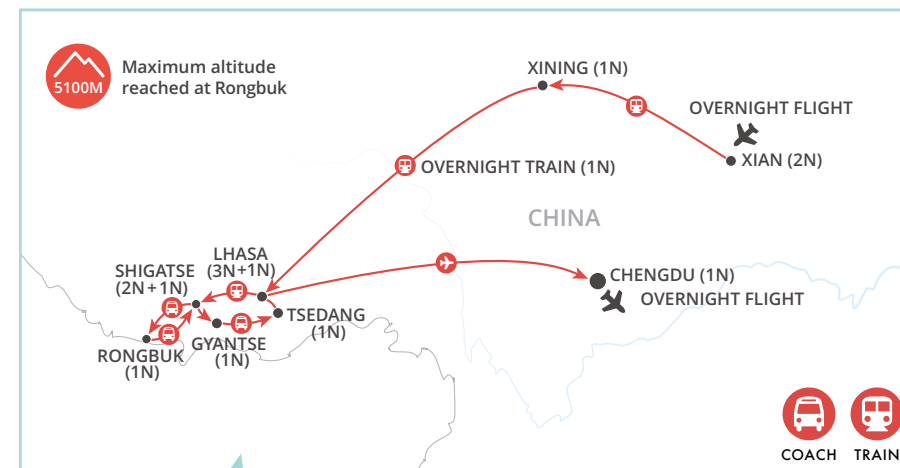 5100M
Maximum altitude
reached at Rongbuk
XINING (1N)
OVERNIGHT FLIGHT
XIAN (2N)
OVERNIGHT TRAIN (1N)
CHINA
LHASA
(3N+1N)
SHIGATSE
(2N+1N)
CHENGDU (1N)
OVERNIGHT FLIGHT
TSEDANG
(1N)
GYANTSE
(1N)
RONGBUK
(1N)
COACH
TRAIN